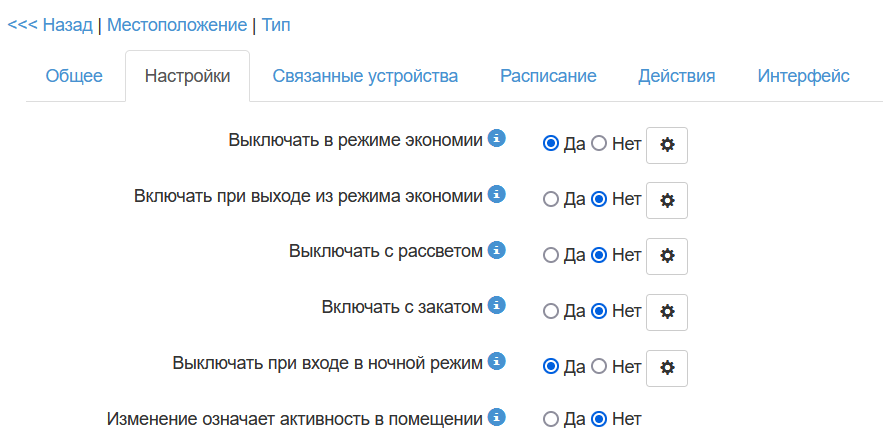 <<< Назад | Местоположение | Тип
Общее Настройки Связанные устройства Расписание Действия Интерфейс
Выключать в режиме экономии Да Нет
Включать при выходе из режима экономии Да Нет
Выключать с рассветом Да Нет
Включать с закатом Да Нет
Выключать при входе в ночной режим Да Нет
Изменение означает активность в помещении Да Нет